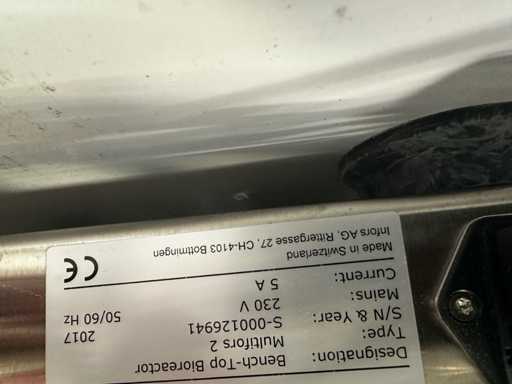 Designation: Bench-Top Bioreactor
Type: Multifors 2
S/N & Year: S-000126941 2017
Mains: 230 V 50/60 Hz
Current: 5 A
Made in Switzerland
Infors AG, Rittergasse 27, CH-4103 Bottmingen
CE